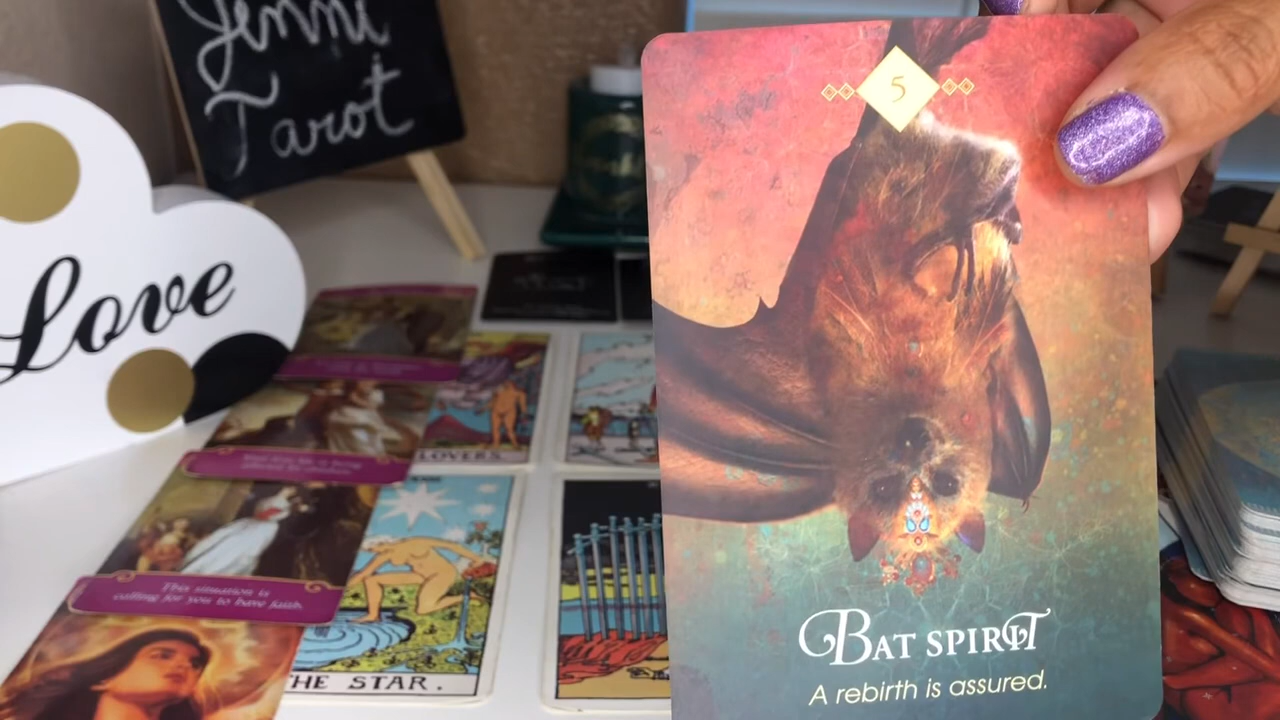 Jenni
Tarot
Love
5
LOVERS.
This situation is
calling for you to have faith.
THE STAR.
BAT SPIRIT
A rebirth is assured.